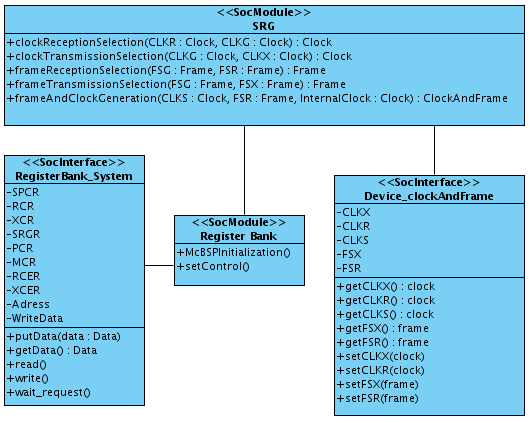 <<SocModule>>
SRG
+clockReceptionSelection(CLKR : Clock, CLKG : Clock) : Clock
+clockTransmissionSelection(CLKG : Clock, CLKX : Clock) : Clock
+frameReceptionSelection(FSG : Frame, FSR : Frame) : Frame
+frameTransmissionSelection(FSG : Frame, FSX : Frame) : Frame
+frameAndClockGeneration(CLKS : Clock, FSR : Frame, InternalClock : Clock) : ClockAndFrame
<<SocInterface>>
RegisterBank_System
-SPCR
-RCR
-XCR
-SRGR
-PCR
-MCR
-RCER
-XCER
-Adress
-WriteData
+putData(data : Data)
+getData() : Data
+read()
+write()
+wait_request()
<<SocModule>>
Register Bank
+McBSPInitialization()
+setControl()
<<SocInterface>>
Device_clockAndFrame
-CLKX
-CLKR
-CLKS
-FSX
-FSR
+getCLKX() : clock
+getCLKR() : clock
+getCLKS() : clock
+getFSX() : frame
+getFSR() : frame
+setCLKX(clock)
+setCLKR(clock)
+setFSX(frame)
+setFSR(frame)